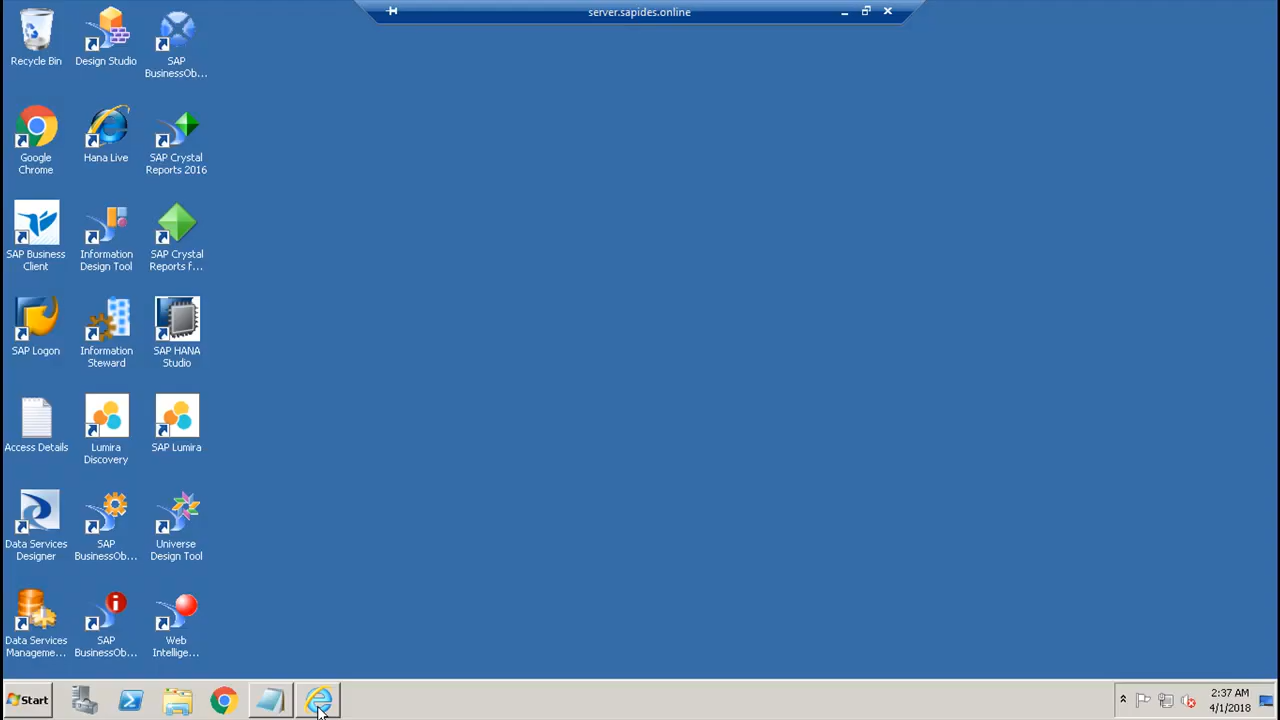 server.sapides.online
Recycle Bin
Design Studio
SAP
BusinessOb...
Google
Chrome
Hana Live
SAP Crystal
Reports 2016
SAP Business
Client
Information
Design Tool
SAP Crystal
Reports f...
SAP Logon
Information
Steward
SAP HANA
Studio
Access Details
Lumira
Discovery
SAP Lumira
Data Services
Designer
SAP
BusinessOb...
Universe
Design Tool
Data Services
Manageme...
SAP
BusinessOb...
Web
Intellige...
Start
2:37 AM
4/1/2018